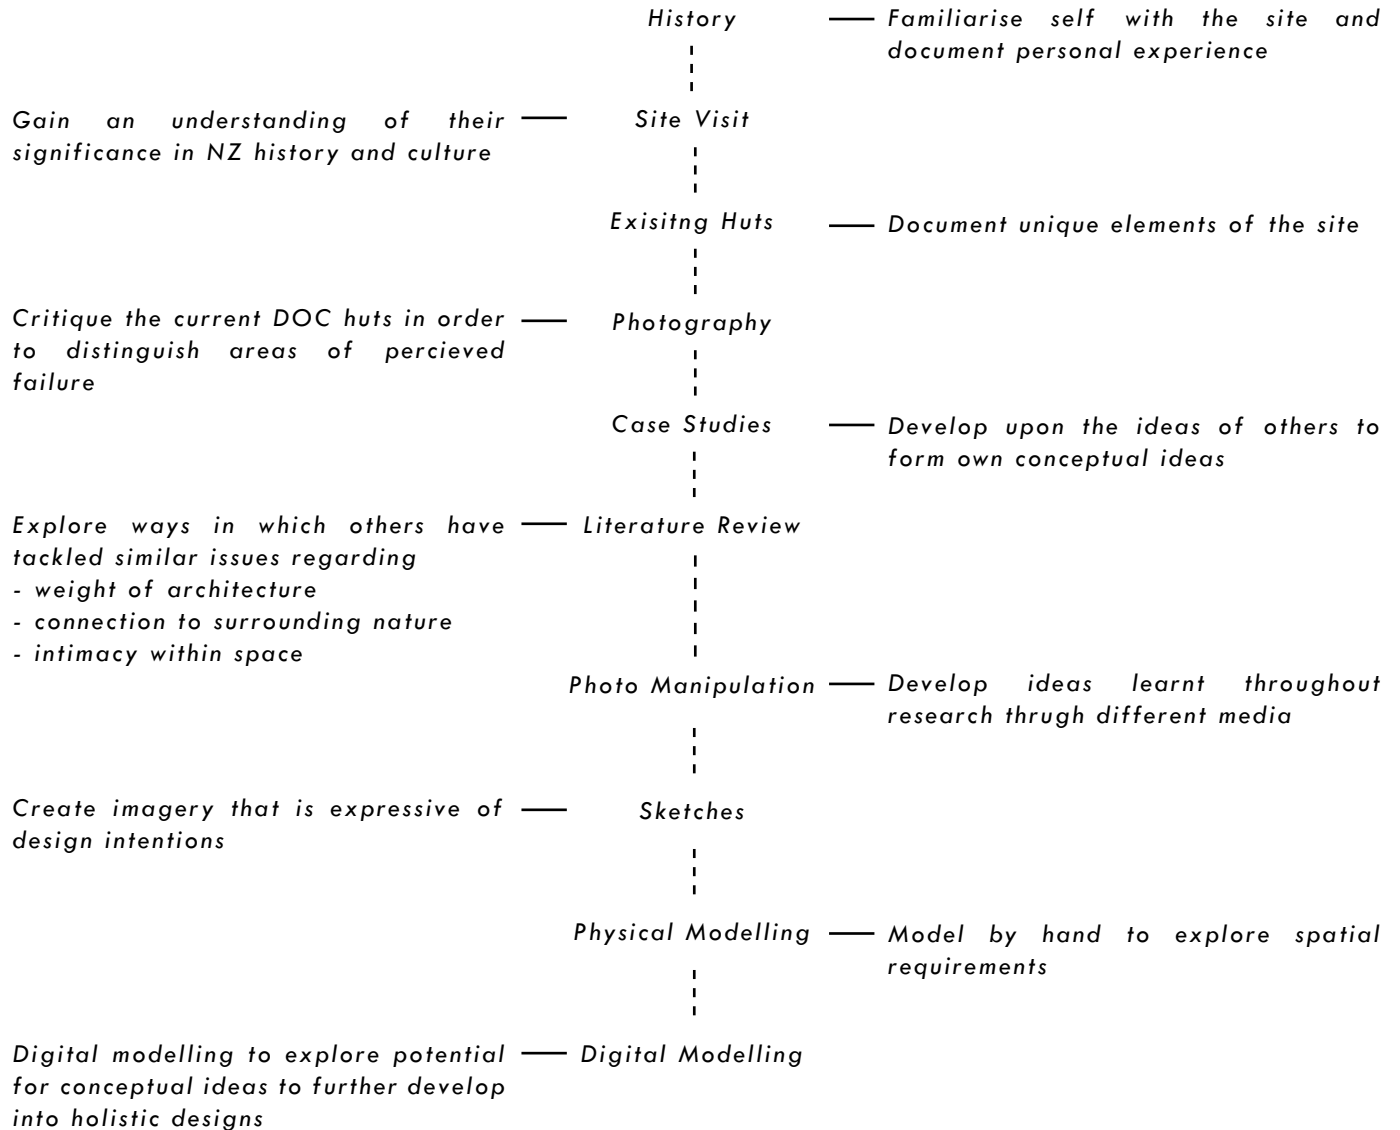 History
Familiarise self with the site and
document personal experience
Gain an understanding of their
significance in NZ history and culture
Site Visit
Exisitng Huts
Document unique elements of the site
Critique the current DOC huts in order
to distinguish areas of percieved
failure
Photography
Case Studies
Develop upon the ideas of others to
form own conceptual ideas
Explore ways in which others have
tackled similar issues regarding
- weight of architecture
- connection to surrounding nature
- intimacy within space
Literature Review
Photo Manipulation
Develop ideas learnt throughout
research thrugh different media
Create imagery that is expressive of
design intentions
Sketches
Physical Modelling
Model by hand to explore spatial
requirements
Digital modelling to explore potential
for conceptual ideas to further develop
into holistic designs
Digital Modelling